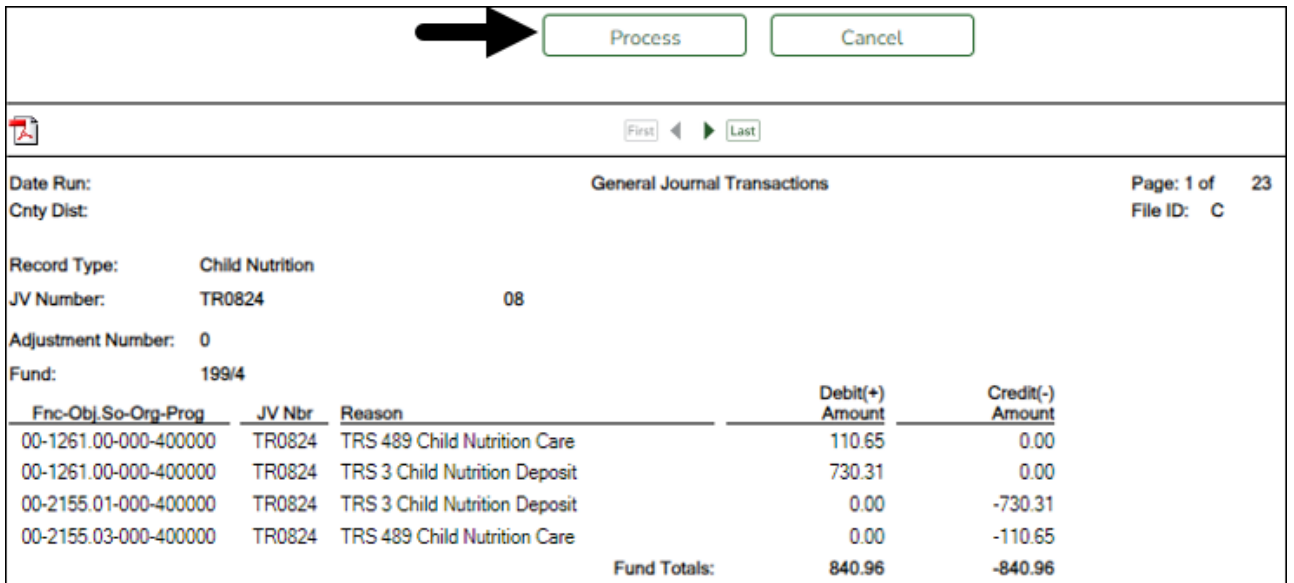 Process Cancel
First Last
Date Run: General Journal Transactions Page: 1 of 23
Cnty Dist: File ID: C
Record Type: Child Nutrition
JV Number: TR0824 08
Adjustment Number: 0
Fund: 199/4
Debit(+) Credit(-)
Fnc-Obj.So-Org-Prog JV Nbr Reason Amount Amount
00-1261.00-000-400000 TR0824 TRS 489 Child Nutrition Care 110.65 0.00
00-1261.00-000-400000 TR0824 TRS 3 Child Nutrition Deposit 730.31 0.00
00-2155.01-000-400000 TR0824 TRS 3 Child Nutrition Deposit 0.00 -730.31
00-2155.03-000-400000 TR0824 TRS 489 Child Nutrition Care 0.00 -110.65
Fund Totals: 840.96 -840.96